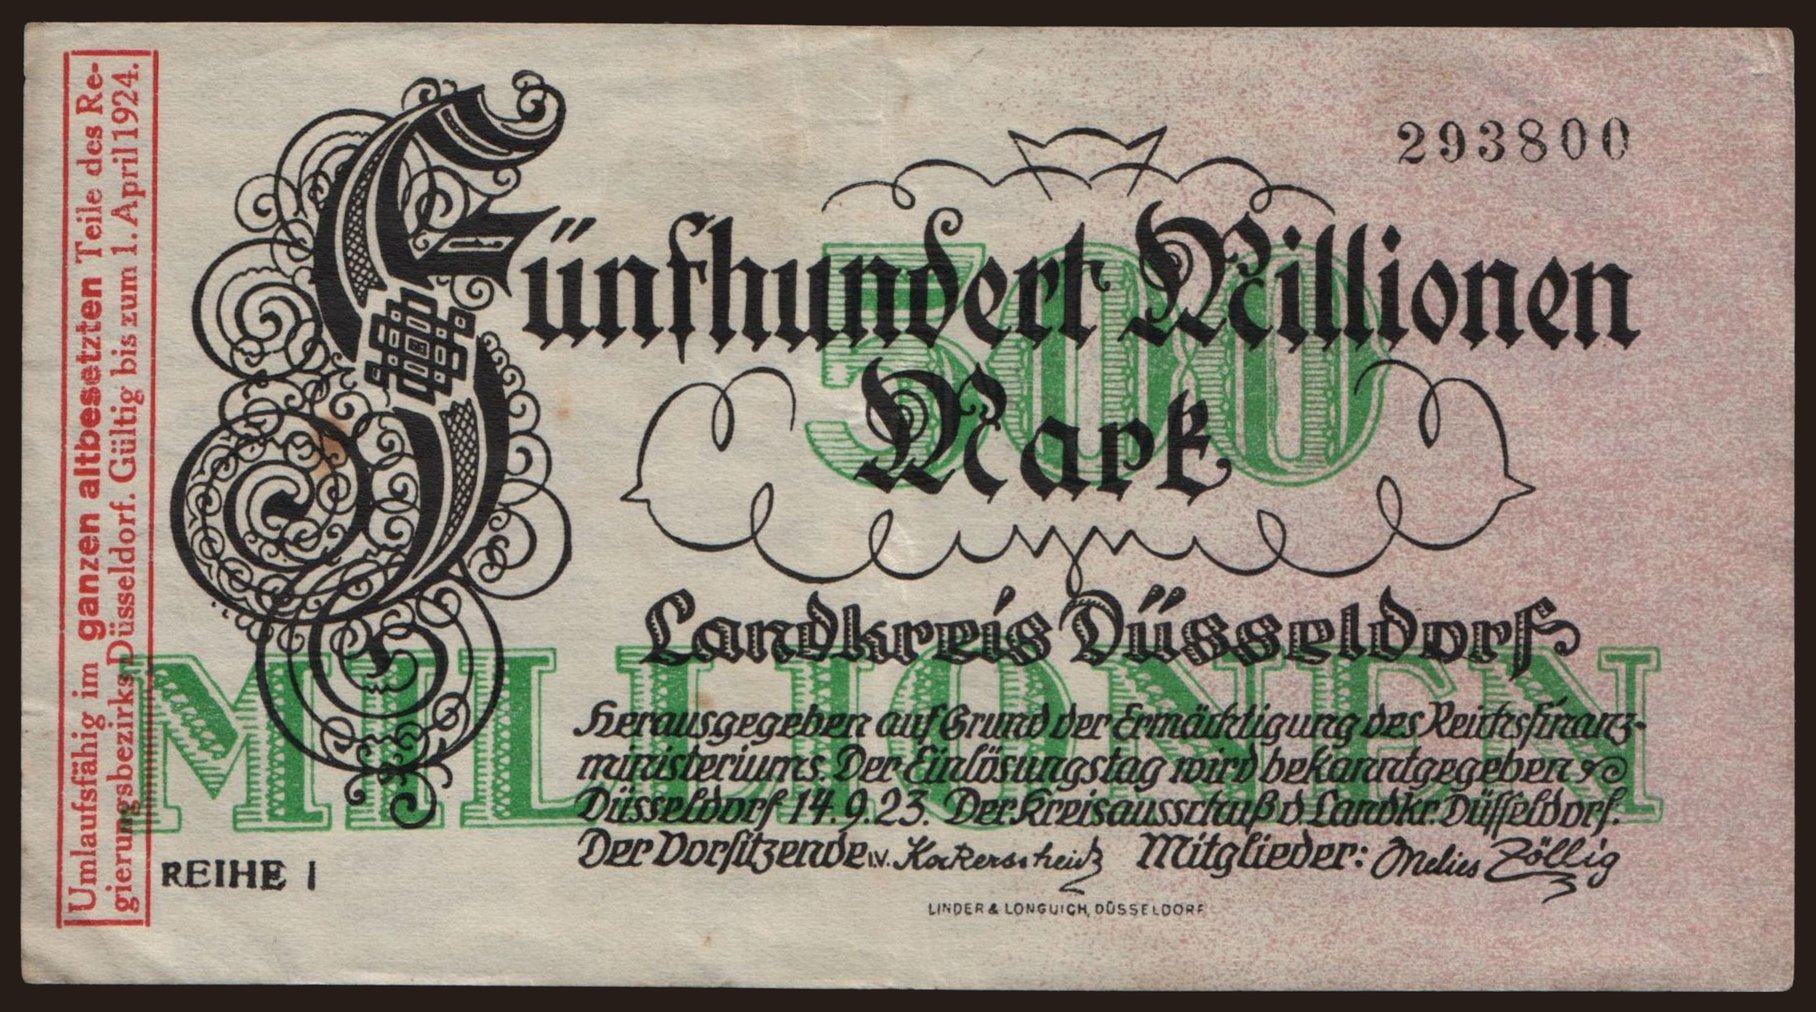 Umlaufsfähig im ganzen altbesetzten Teile des Re-
gierungsbezirks Düsseldorf. Gültig bis zum 1. April 1924.
293800
500
Fünfhundert Millionen
Mark
Landkreis Düsseldorf
MILLIONEN
Herausgegeben auf Grund der Ermächtigung des Reichsfinanz-
ministeriums. Der Einlösungstag wird bekanntgegeben
Düsseldorf 14.9.23. Der Kreisausschuß d. Landkr. Düsseldorf.
Der Vorsitzende I.V. Mitglieder: Melies Zöllig
REIHE I
LINDER & LONGUICH, DÜSSELDORF